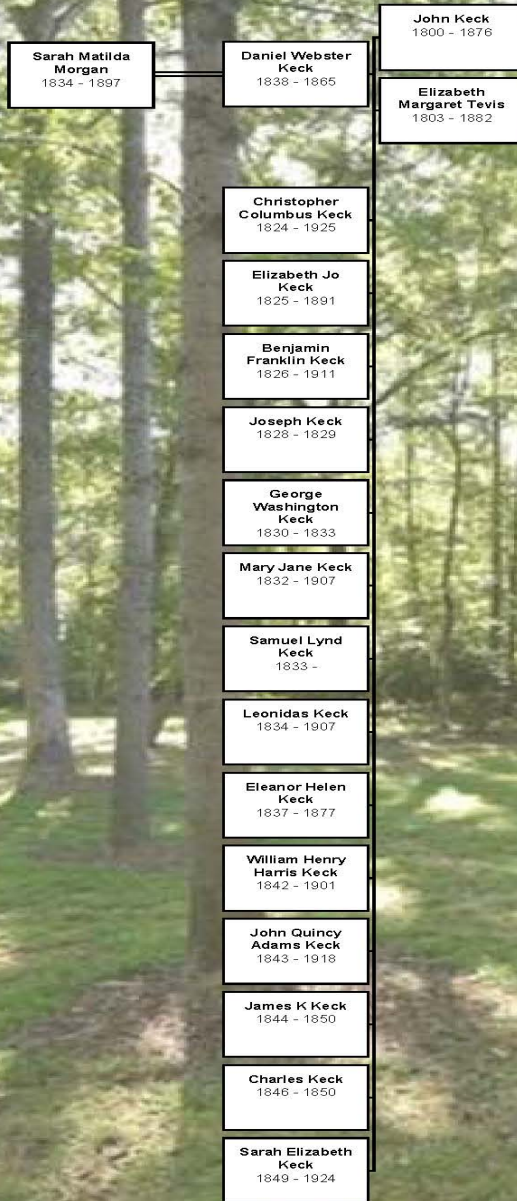 John Keck
1800 - 1876
Sarah Matilda
Morgan
1834 - 1897
Daniel Webster
Keck
1838 - 1865
Elizabeth
Margaret Tevis
1803 - 1882
Christopher
Columbus Keck
1824 - 1925
Elizabeth Jo
Keck
1825 - 1891
Benjamin
Franklin Keck
1826 - 1911
Joseph Keck
1828 - 1829
George
Washington
Keck
1830 - 1833
Mary Jane Keck
1832 - 1907
Samuel Lynd
Keck
1833 -
Leonidas Keck
1834 - 1907
Eleanor Helen
Keck
1837 - 1877
William Henry
Harris Keck
1842 - 1901
John Quincy
Adams Keck
1843 - 1918
James K Keck
1844 - 1850
Charles Keck
1846 - 1850
Sarah Elizabeth
Keck
1849 - 1924